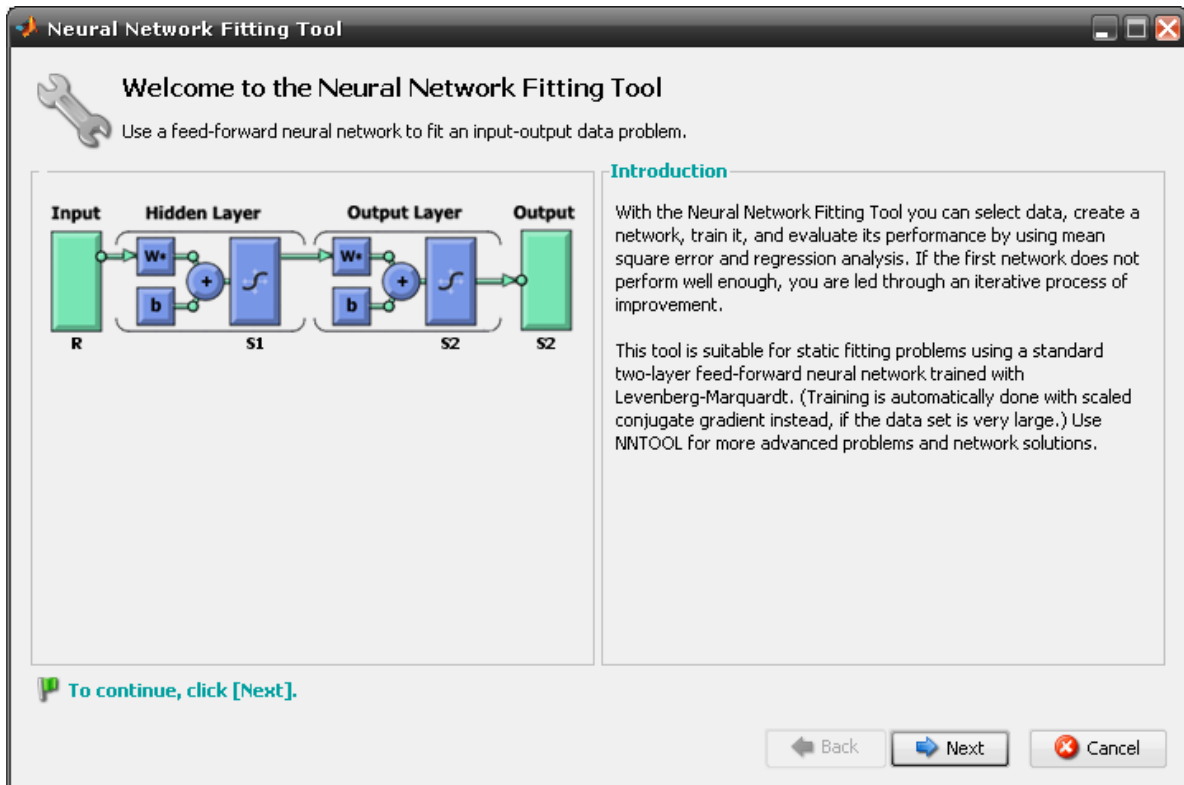 Neural Network Fitting Tool
Welcome to the Neural Network Fitting Tool
Use a feed-forward neural network to fit an input-output data problem.
Input Hidden Layer Output Layer Output
W W
+ +
b b
R S1 S2 S2
Introduction
With the Neural Network Fitting Tool you can select data, create a
network, train it, and evaluate its performance by using mean
square error and regression analysis. If the first network does not
perform well enough, you are led through an iterative process of
improvement.
This tool is suitable for static fitting problems using a standard
two-layer feed-forward neural network trained with
Levenberg-Marquardt. (Training is automatically done with scaled
conjugate gradient instead, if the data set is very large.) Use
NNTOOL for more advanced problems and network solutions.
To continue, click [Next].
Back Next Cancel